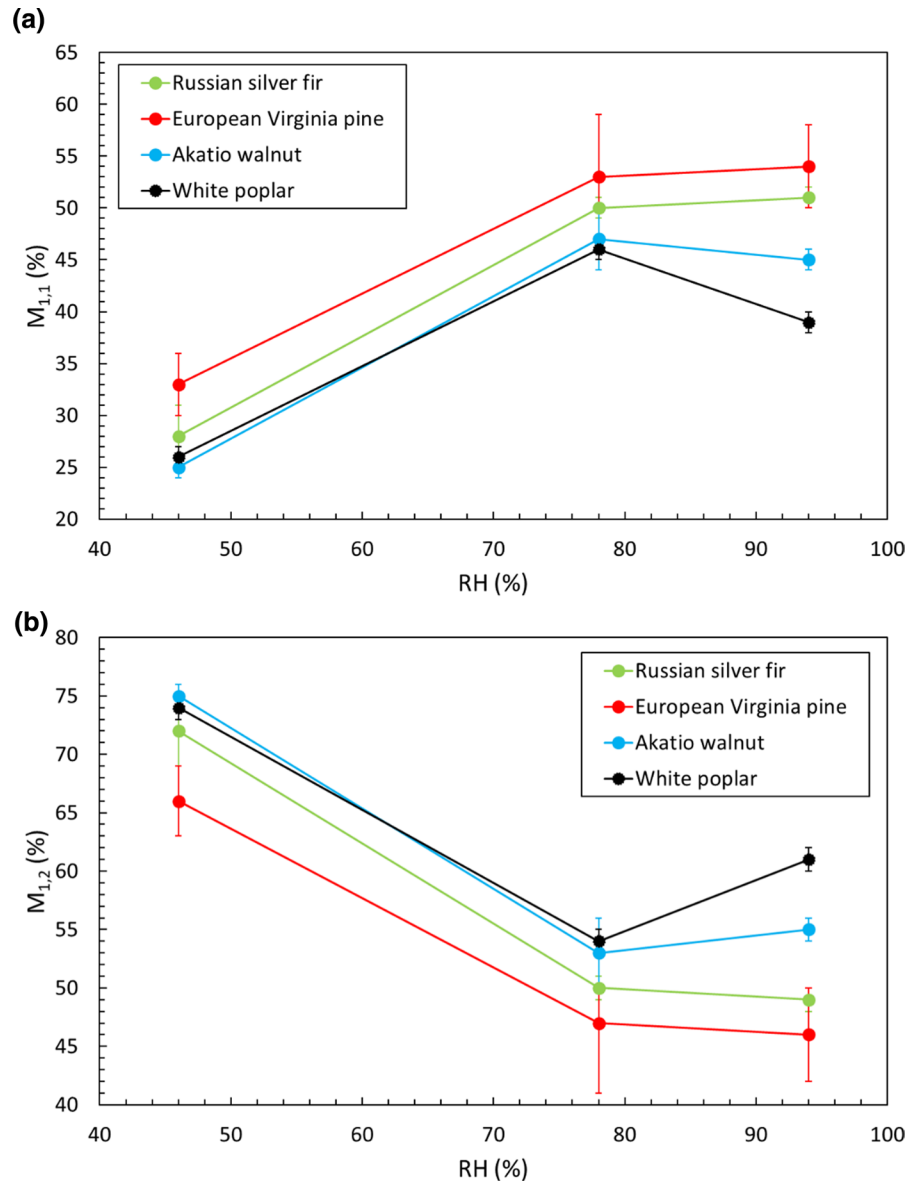 (a)
65
60
55
50
45
40
35
30
25
20
M1,1 (%)
Russian silver fir
European Virginia pine
Akatio walnut
White poplar
40 50 60 70 80 90 100
RH (%)
(b)
80
75
70
65
60
55
50
45
40
M1,2 (%)
Russian silver fir
European Virginia pine
Akatio walnut
White poplar
40 50 60 70 80 90 100
RH (%)